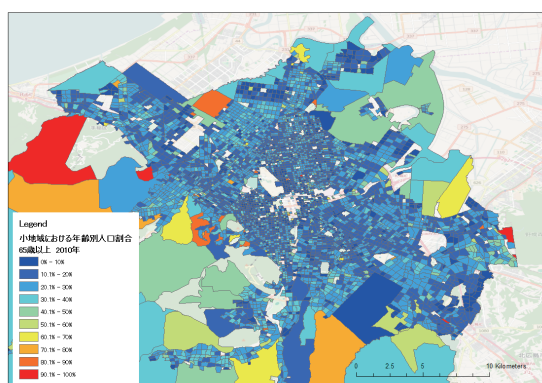 Legend
小地域における年齢別人口割合
65歳以上 2010年
0% - 10%
10.1% - 20%
20.1% - 30%
30.1% - 40%
40.1% - 50%
50.1% - 60%
60.1% - 70%
70.1% - 80%
80.1% - 90%
90.1% - 100%
0 2.5 5 10 Kilometers